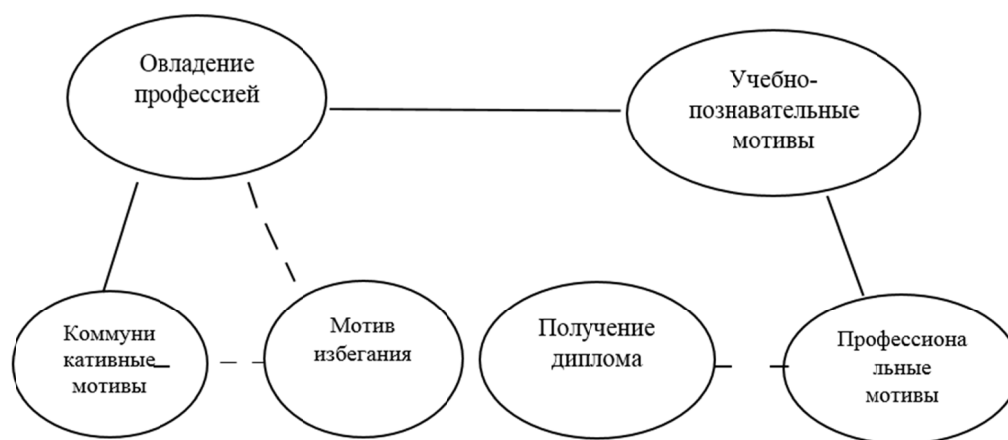 Овладение
профессией
Учебно-
познавательные
мотивы
Коммуни
кативные
мотивы
Мотив
избегания
Получение
диплома
Профессиона
льные
мотивы